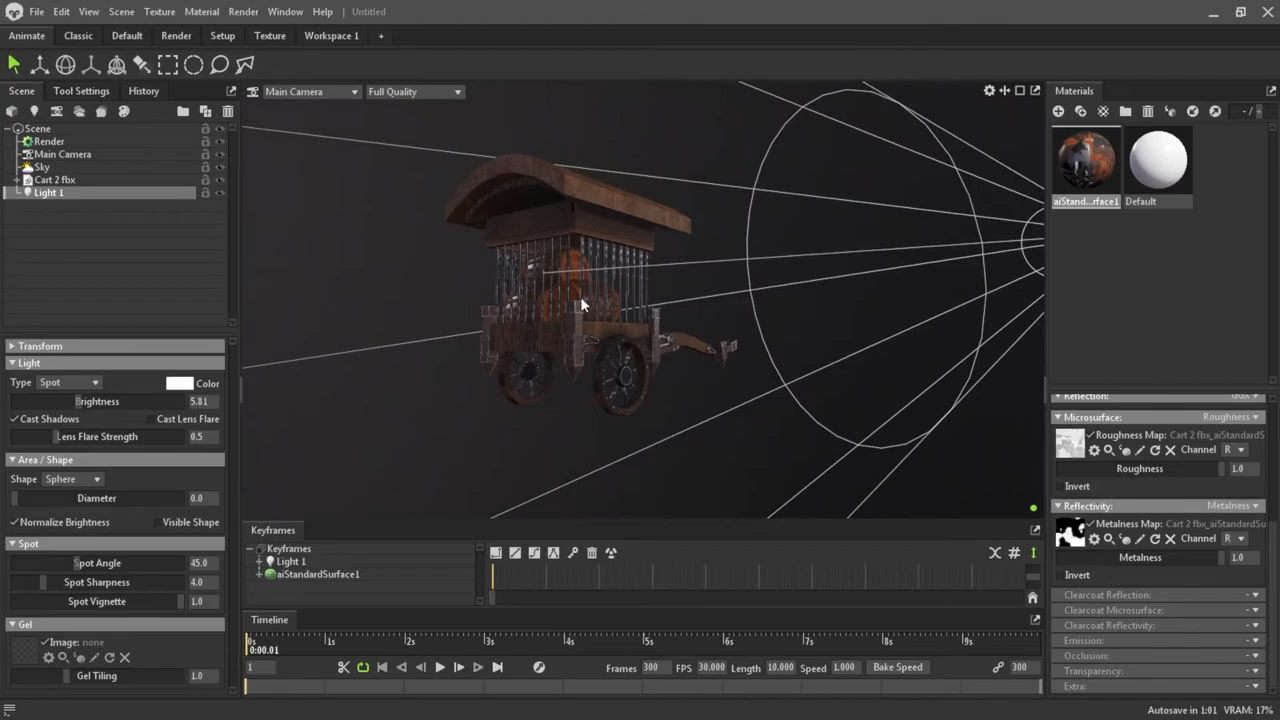 File Edit View Scene Texture Material Render Window Help Untitled
Animate Classic Default Render Setup Texture Workspace 1 +
Scene Tool Settings History
Main Camera Full Quality
Materials
Scene
Render
Main Camera
Sky
Cart 2 fbx
Light 1
aiStand...rface1 Default
Transform
Light
Type Spot Color
Brightness 5.81
Cast Shadows Cast Lens Flare
Lens Flare Strength 0.5
Area / Shape
Shape Sphere
Diameter 0.0
Normalize Brightness Visible Shape
Spot
Spot Angle 45.0
Spot Sharpness 4.0
Spot Vignette 1.0
Gel
Image: none
Gel Tiling 1.0
Keyframes
Keyframes
Light 1
aiStandardSurface1
Timeline
0s 1s 2s 3s 4s 5s 6s 7s 8s 9s
0:00.01
1 Frames 300 FPS 30.000 Length 10.000 Speed 1.000 Bake Speed 300
Reflection: GGX
Microsurface: Roughness
Roughness Map: Cart 2 fbx_aiStandardS
Channel R
Roughness 1.0
Invert
Reflectivity: Metalness
Metalness Map: Cart 2 fbx_aiStandardSu
Channel R
Metalness 1.0
Invert
Clearcoat Reflection:
Clearcoat Microsurface:
Clearcoat Reflectivity:
Emission:
Occlusion:
Transparency:
Extra:
Autosave in 1:01 VRAM: 17%